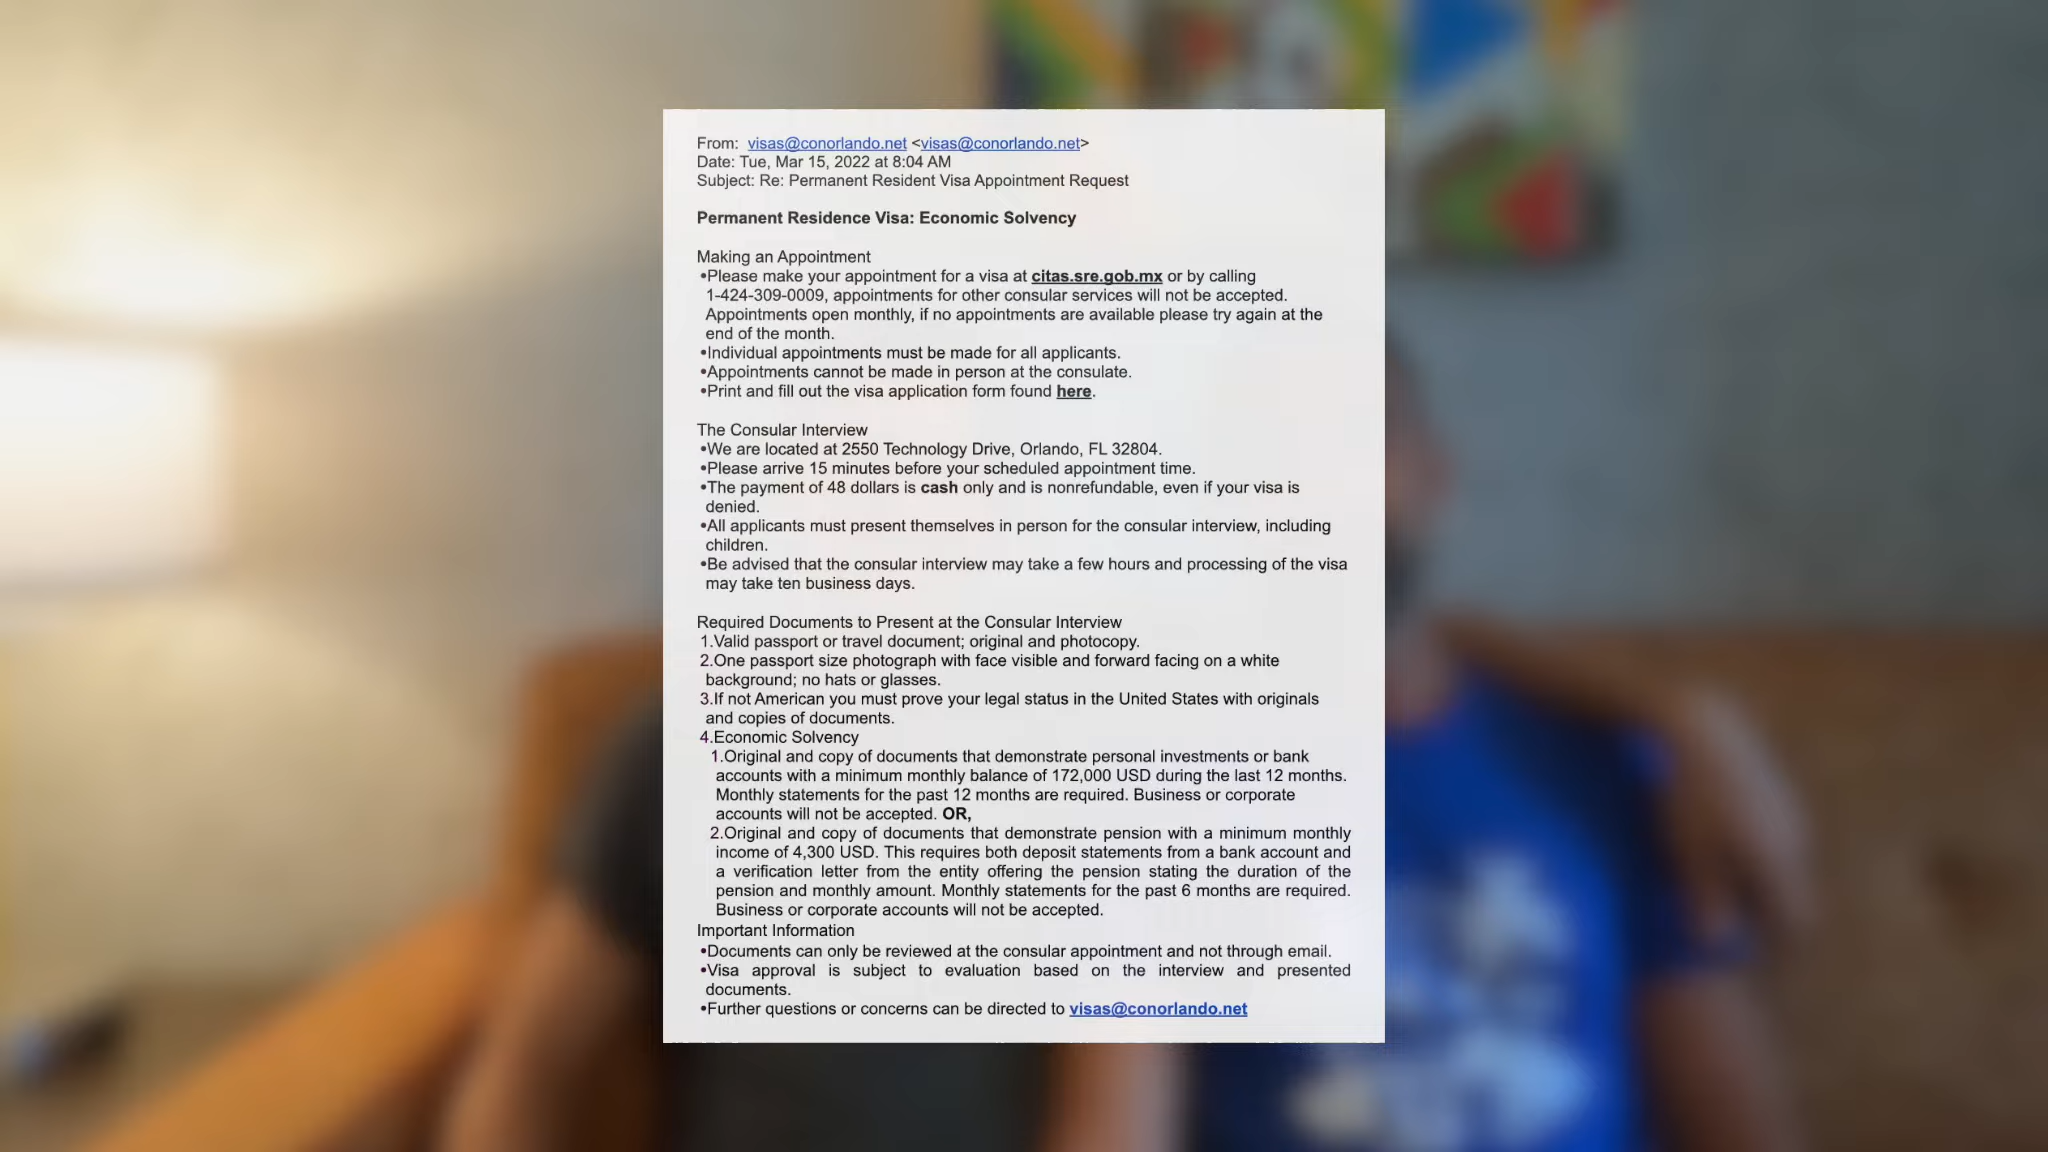 From: visas@conorlando.net <visas@conorlando.net>
Date: Tue, Mar 15, 2022 at 8:04 AM
Subject: Re: Permanent Resident Visa Appointment Request
Permanent Residence Visa: Economic Solvency
Making an Appointment
•Please make your appointment for a visa at citas.sre.gob.mx or by calling
1-424-309-0009, appointments for other consular services will not be accepted.
Appointments open monthly, if no appointments are available please try again at the
end of the month.
•Individual appointments must be made for all applicants.
•Appointments cannot be made in person at the consulate.
•Print and fill out the visa application form found here.
The Consular Interview
•We are located at 2550 Technology Drive, Orlando, FL 32804.
•Please arrive 15 minutes before your scheduled appointment time.
•The payment of 48 dollars is cash only and is nonrefundable, even if your visa is
denied.
•All applicants must present themselves in person for the consular interview, including
children.
•Be advised that the consular interview may take a few hours and processing of the visa
may take ten business days.
Required Documents to Present at the Consular Interview
1.Valid passport or travel document; original and photocopy.
2.One passport size photograph with face visible and forward facing on a white
background; no hats or glasses.
3.If not American you must prove your legal status in the United States with originals
and copies of documents.
4.Economic Solvency
1.Original and copy of documents that demonstrate personal investments or bank
accounts with a minimum monthly balance of 172,000 USD during the last 12 months.
Monthly statements for the past 12 months are required. Business or corporate
accounts will not be accepted. OR,
2.Original and copy of documents that demonstrate pension with a minimum monthly
income of 4,300 USD. This requires both deposit statements from a bank account and
a verification letter from the entity offering the pension stating the duration of the
pension and monthly amount. Monthly statements for the past 6 months are required.
Business or corporate accounts will not be accepted.
Important Information
•Documents can only be reviewed at the consular appointment and not through email.
•Visa approval is subject to evaluation based on the interview and presented
documents.
•Further questions or concerns can be directed to visas@conorlando.net